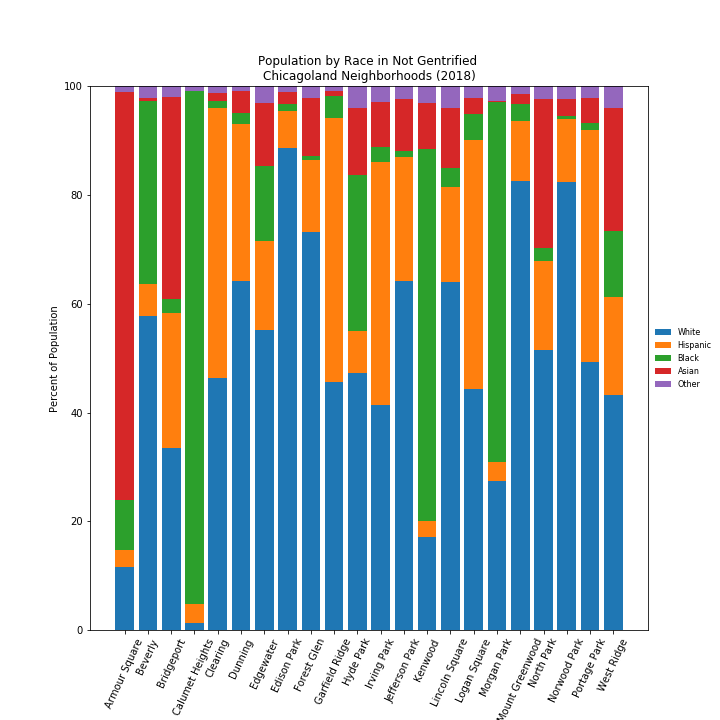 Population by Race in Not Gentrified
Chicagoland Neighborhoods (2018)
Percent of Population
100
80
60
40
20
0
White
Hispanic
Black
Asian
Other
Armour Square
Beverly
Bridgeport
Calumet Heights
Clearing
Dunning
Edgewater
Edison Park
Forest Glen
Garfield Ridge
Hyde Park
Irving Park
Jefferson Park
Kenwood
Lincoln Square
Logan Square
Morgan Park
Mount Greenwood
North Park
Norwood Park
Portage Park
West Ridge